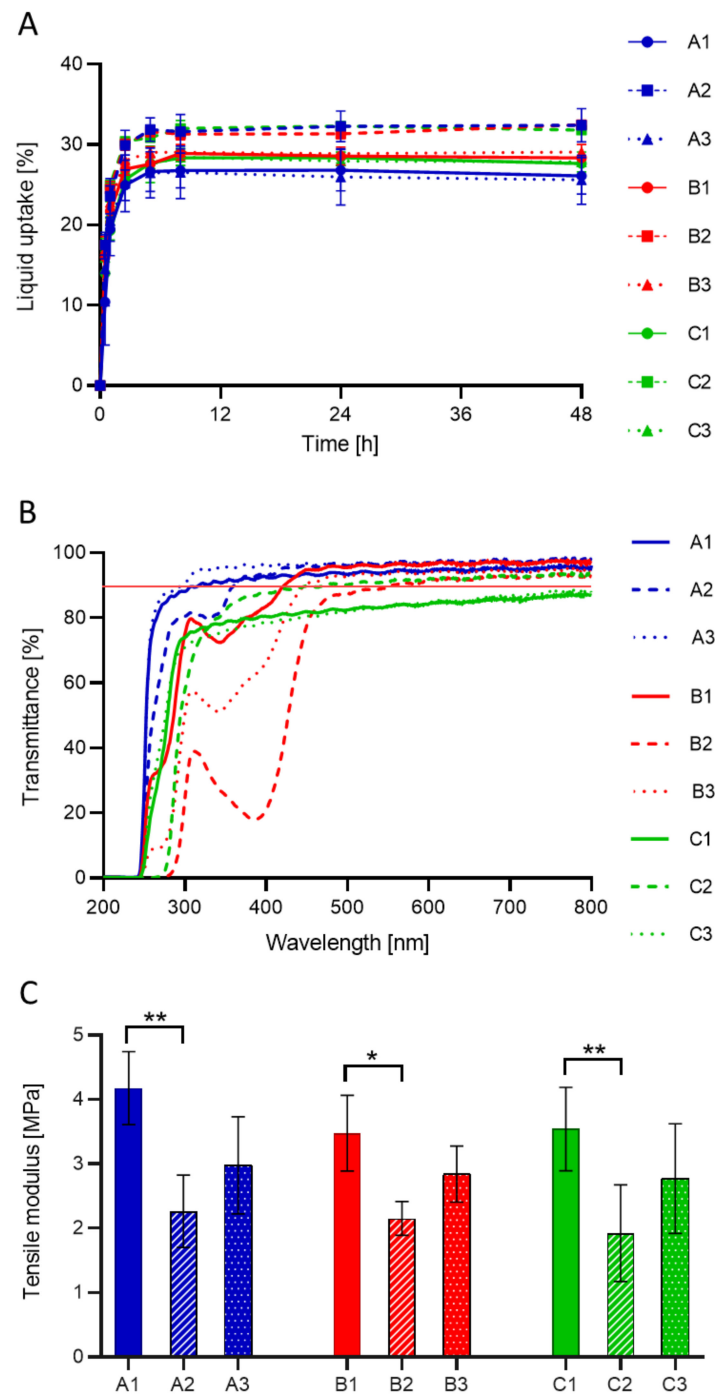 A
Liquid uptake [%]
40
30
20
10
0
0 12 24 36 48
Time [h]
A1
A2
A3
B1
B2
B3
C1
C2
C3
B
Transmittance [%]
100
80
60
40
20
0
200 300 400 500 600 700 800
Wavelength [nm]
A1
A2
A3
B1
B2
B3
C1
C2
C3
C
Tensile modulus [MPa]
5
4
3
2
1
0
** * **
A1 A2 A3 B1 B2 B3 C1 C2 C3